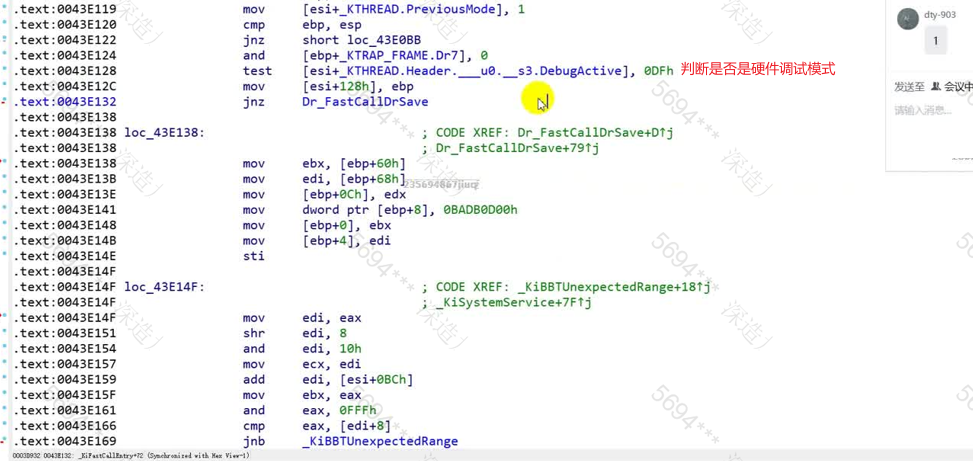 .text:0043E119 mov [esi+_KTHREAD.PreviousMode], 1
.text:0043E120 cmp ebp, esp
.text:0043E122 jnz short loc_43E0BB
.text:0043E124 and [ebp+_KTRAP_FRAME.Dr7], 0
.text:0043E128 test [esi+_KTHREAD.Header.___u0.__s3.DebugActive], 0DFh 判断是否是硬件调试模式
.text:0043E12C mov [esi+128h], ebp
.text:0043E132 jnz Dr_FastCallDrSave
.text:0043E138
.text:0043E138 loc_43E138: ; CODE XREF: Dr_FastCallDrSave+D↑j
.text:0043E138 ; Dr_FastCallDrSave+79↑j
.text:0043E138 mov ebx, [ebp+60h]
.text:0043E13B mov edi, [ebp+68h]
.text:0043E13E mov [ebp+0Ch], edx
.text:0043E141 mov dword ptr [ebp+8], 0BADB0D00h
.text:0043E148 mov [ebp+0], ebx
.text:0043E14B mov [ebp+4], edi
.text:0043E14E sti
.text:0043E14F
.text:0043E14F loc_43E14F: ; CODE XREF: _KiBBTUnexpectedRange+18↑j
.text:0043E14F ; _KiSystemService+7F↑j
.text:0043E14F mov edi, eax
.text:0043E151 shr edi, 8
.text:0043E154 and edi, 10h
.text:0043E157 mov ecx, edi
.text:0043E159 add edi, [esi+0BCh]
.text:0043E15F mov ebx, eax
.text:0043E161 and eax, 0FFFh
.text:0043E166 cmp eax, [edi+8]
.text:0043E169 jnb _KiBBTUnexpectedRange
0003D932 0043E132: _KiFastCallEntry+72 (Synchronized with Hex View-1)
dty-903
1
发送至 会议中
请输入消息...
深造』
5694***